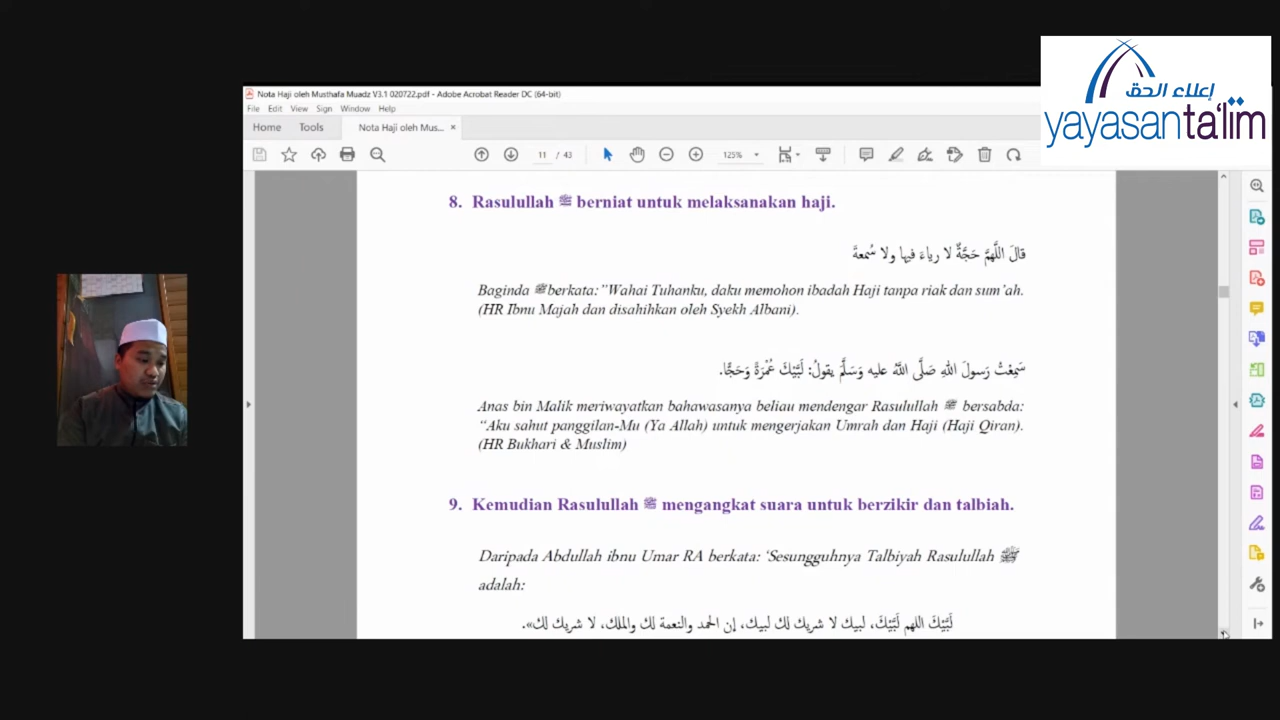 إعلاء الحق
yayasanta'lim
Nota Haji oleh Musthafa Muadz V3.1 020722.pdf - Adobe Acrobat Reader DC (64-bit)
File Edit View Sign Window Help
Home Tools Nota Haji oleh Mus... ×
11 / 43 125%
8. Rasulullah ﷺ berniat untuk melaksanakan haji.
قالَ اللَّهمَّ حَجَّةٌ لا رياءَ فيها ولا سُمعةَ
Baginda ﷺ berkata:"Wahai Tuhanku, daku memohon ibadah Haji tanpa riak dan sum'ah.
(HR Ibnu Majah dan disahihkan oleh Syekh Albani).
سَمِعْتُ رَسولَ اللهِ صَلَّى اللَّهُ عليه وَسَلَّمَ يقولُ: لَبَّيْكَ عُمْرَةً وَحَجًّا.
Anas bin Malik meriwayatkan bahawasanya beliau mendengar Rasulullah ﷺ bersabda:
"Aku sahut panggilan-Mu (Ya Allah) untuk mengerjakan Umrah dan Haji (Haji Qiran).
(HR Bukhari & Muslim)
9. Kemudian Rasulullah ﷺ mengangkat suara untuk berzikir dan talbiah.
Daripada Abdullah ibnu Umar RA berkata: 'Sesungguhnya Talbiyah Rasulullah ﷺ
adalah:
لَبَّيْكَ اللهم لَبَّيْكَ، لبيك لا شريك لك لبيك، إن الحمد والنعمة لك والملك، لا شريك لك».